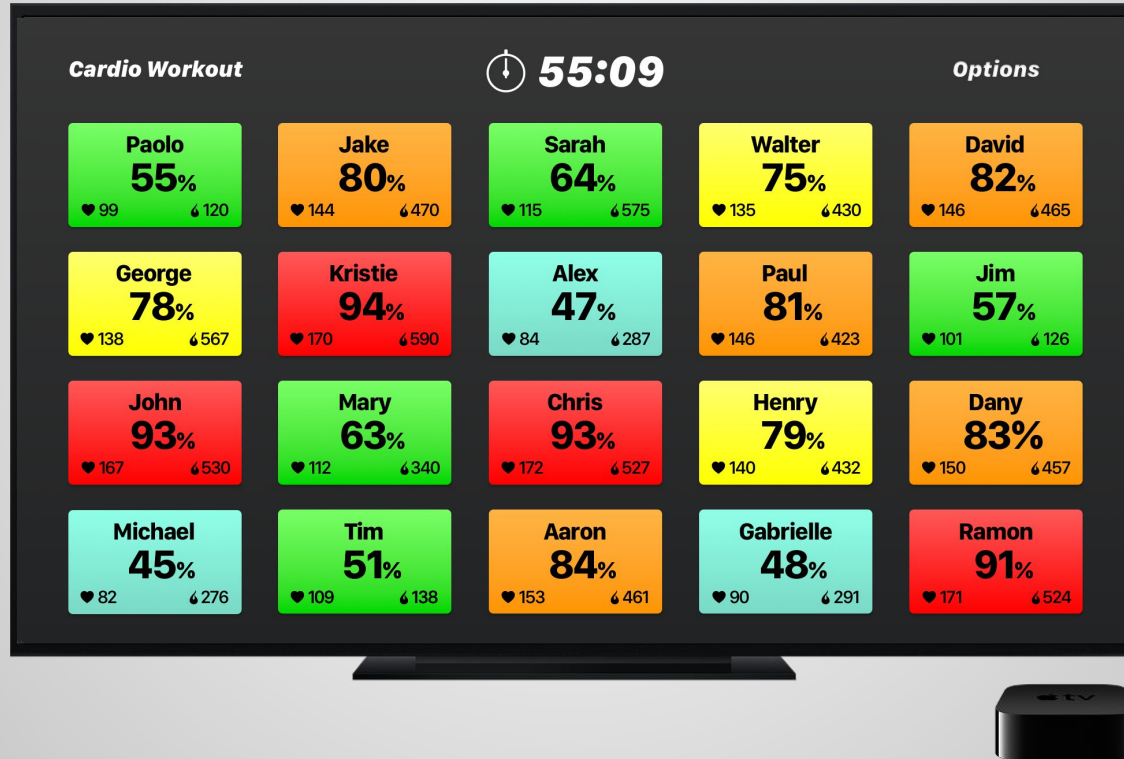 Cardio Workout 55:09 Options
Paolo Jake Sarah Walter David
55% 80% 64% 75% 82%
99 120 144 470 115 575 135 430 146 465
George Kristie Alex Paul Jim
78% 94% 47% 81% 57%
138 567 170 590 84 287 146 423 101 126
John Mary Chris Henry Dany
93% 63% 93% 79% 83%
167 530 112 340 172 527 140 432 150 457
Michael Tim Aaron Gabrielle Ramon
45% 51% 84% 48% 91%
82 276 109 138 153 461 90 291 171 524
tv